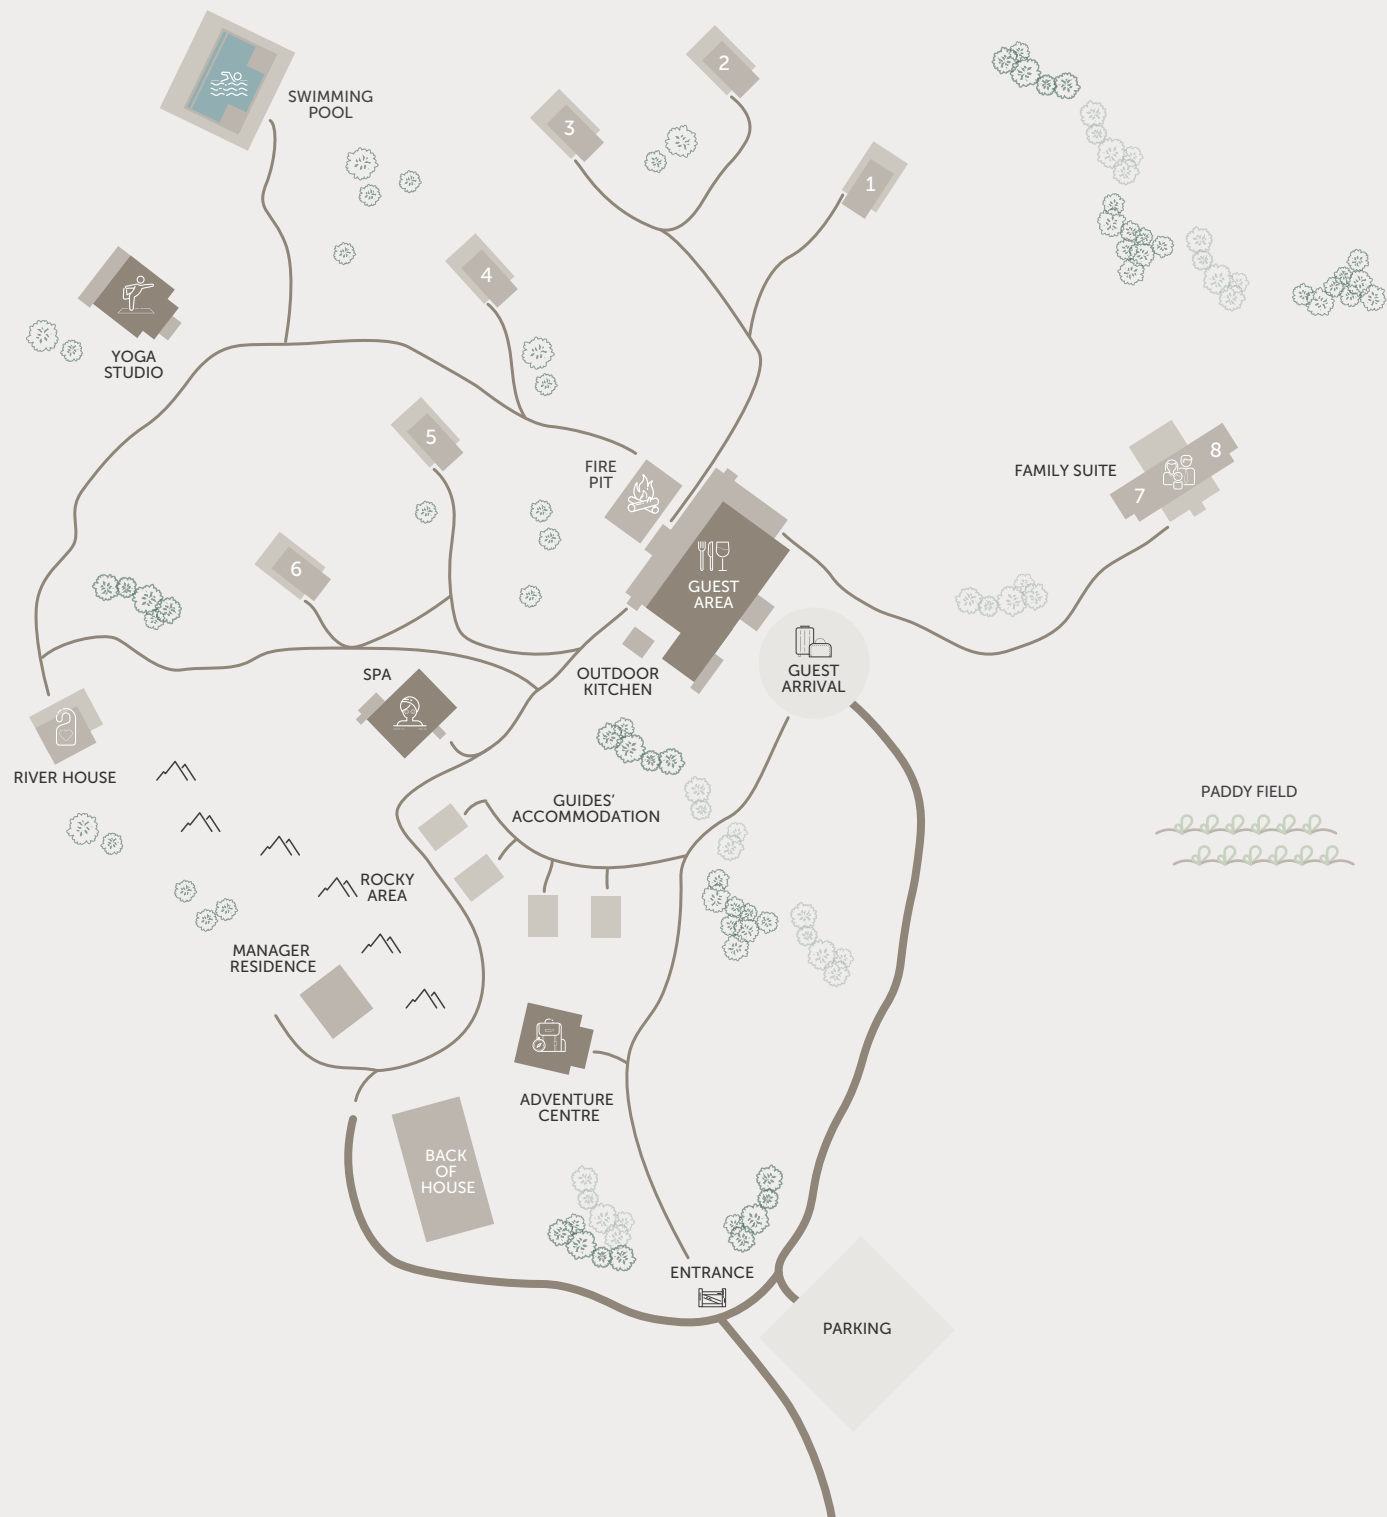 2
SWIMMING
POOL
3
1
4
YOGA
STUDIO
5
FIRE
PIT
FAMILY SUITE
8
7
6
GUEST
AREA
SPA
OUTDOOR
KITCHEN
GUEST
ARRIVAL
RIVER HOUSE
GUIDES’
ACCOMMODATION
PADDY FIELD
ROCKY
AREA
MANAGER
RESIDENCE
ADVENTURE
CENTRE
BACK
OF
HOUSE
ENTRANCE
PARKING